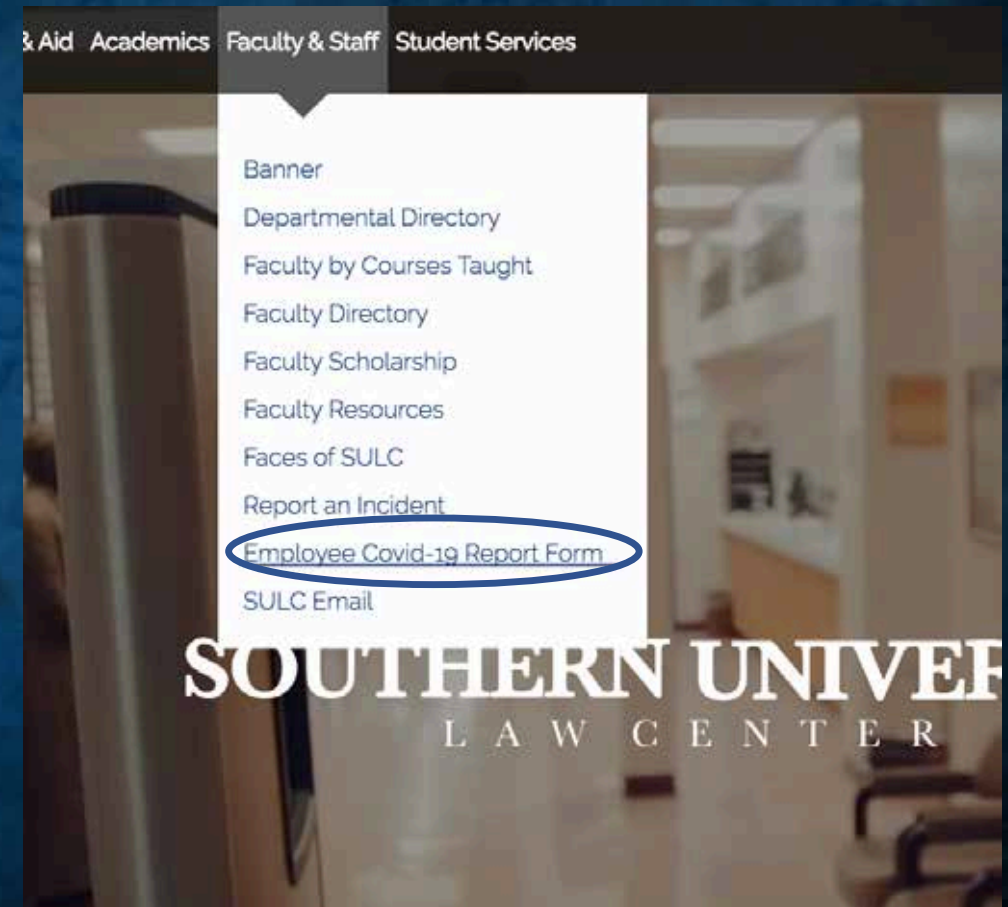 & Aid Academics Faculty & Staff Student Services
Banner
Departmental Directory
Faculty by Courses Taught
Faculty Directory
Faculty Scholarship
Faculty Resources
Faces of SULC
Report an Incident
Employee Covid-19 Report Form
SULC Email
SOUTHERN UNIVER
LAW CENTER